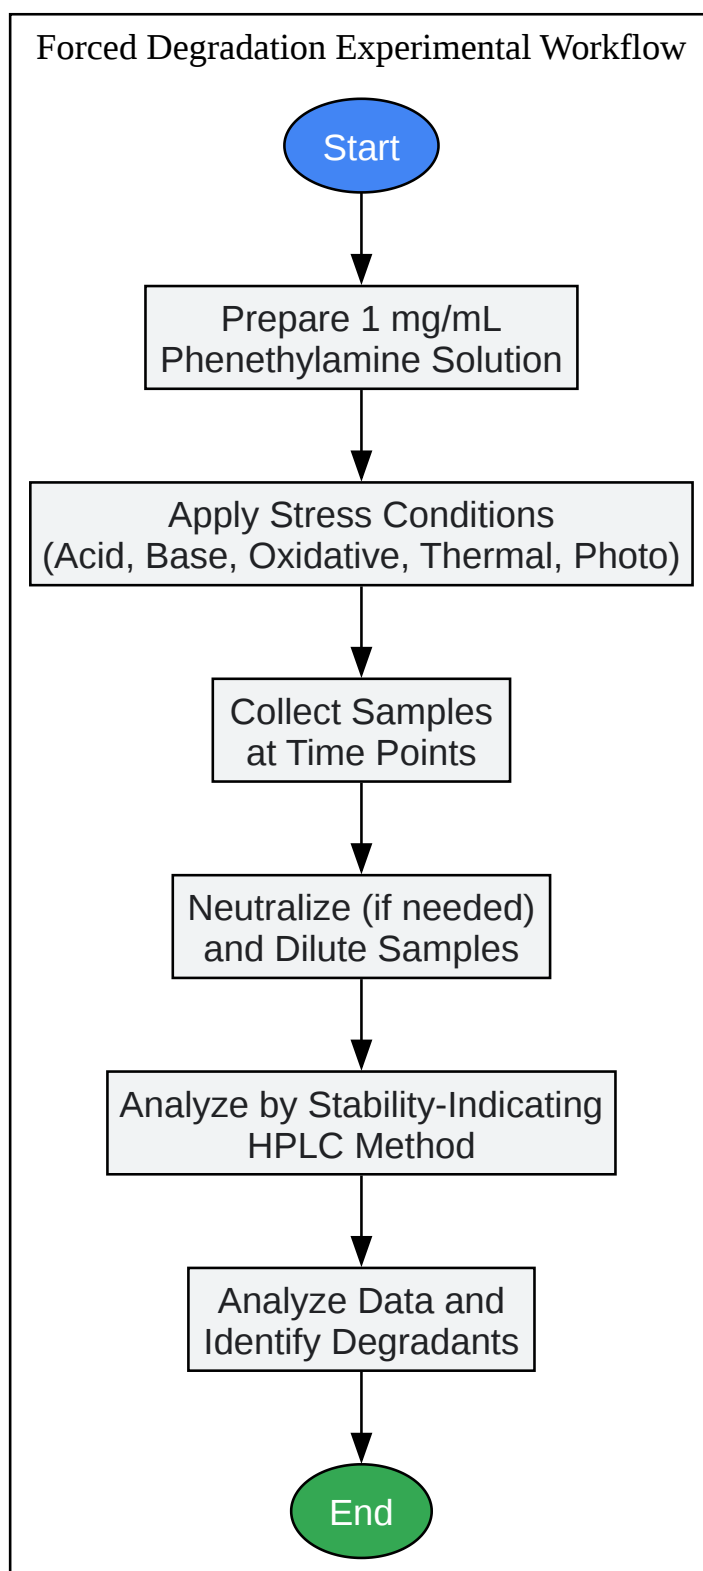 Forced Degradation Experimental Workflow
Start
Prepare 1 mg/mL
Phenethylamine Solution
Apply Stress Conditions
(Acid, Base, Oxidative, Thermal, Photo)
Collect Samples
at Time Points
Neutralize (if needed)
and Dilute Samples
Analyze by Stability-Indicating
HPLC Method
Analyze Data and
Identify Degradants
End